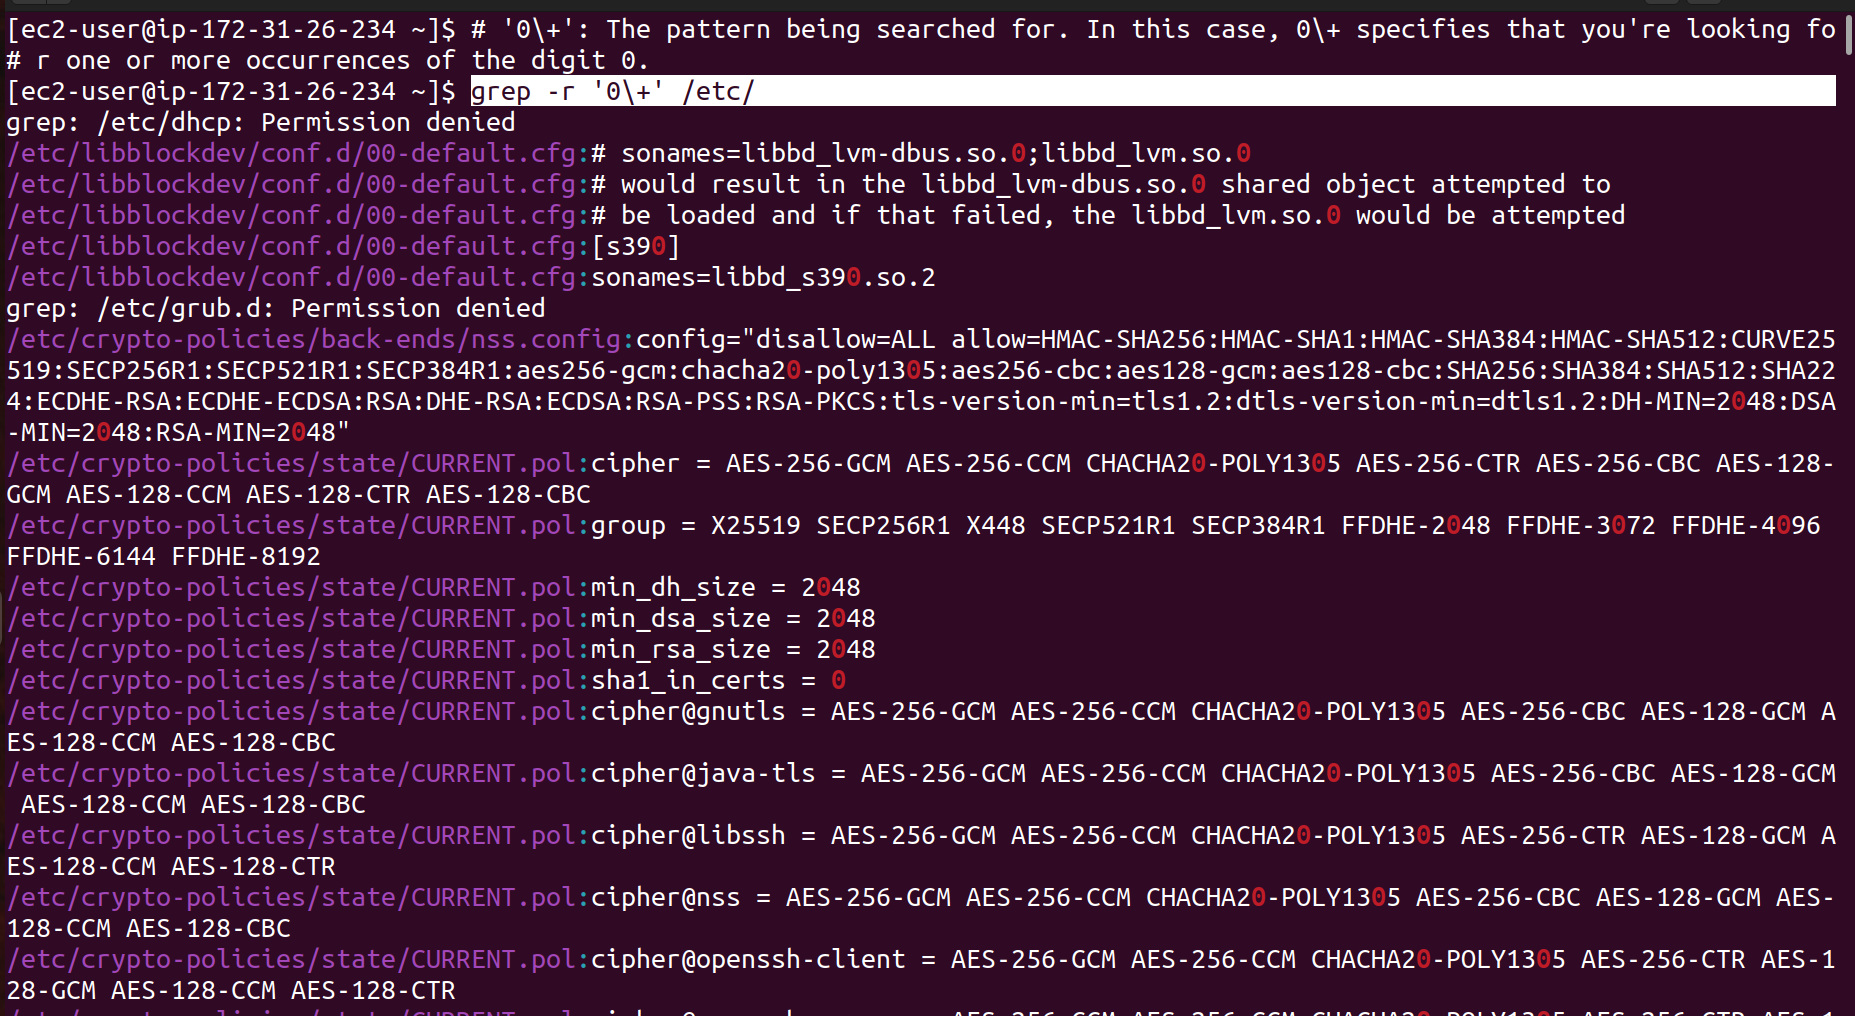 [ec2-user@ip-172-31-26-234 ~]$ # '0\+': The pattern being searched for. In this case, 0\+ specifies that you're looking fo
# r one or more occurrences of the digit 0.
[ec2-user@ip-172-31-26-234 ~]$ grep -r '0\+' /etc/
grep: /etc/dhcp: Permission denied
/etc/libblockdev/conf.d/00-default.cfg:# sonames=libbd_lvm-dbus.so.0;libbd_lvm.so.0
/etc/libblockdev/conf.d/00-default.cfg:# would result in the libbd_lvm-dbus.so.0 shared object attempted to
/etc/libblockdev/conf.d/00-default.cfg:# be loaded and if that failed, the libbd_lvm.so.0 would be attempted
/etc/libblockdev/conf.d/00-default.cfg:[s390]
/etc/libblockdev/conf.d/00-default.cfg:sonames=libbd_s390.so.2
grep: /etc/grub.d: Permission denied
/etc/crypto-policies/back-ends/nss.config:config="disallow=ALL allow=HMAC-SHA256:HMAC-SHA1:HMAC-SHA384:HMAC-SHA512:CURVE25
519:SECP256R1:SECP521R1:SECP384R1:aes256-gcm:chacha20-poly1305:aes256-cbc:aes128-gcm:aes128-cbc:SHA256:SHA384:SHA512:SHA22
4:ECDHE-RSA:ECDHE-ECDSA:RSA:DHE-RSA:ECDSA:RSA-PSS:RSA-PKCS:tls-version-min=tls1.2:dtls-version-min=dtls1.2:DH-MIN=2048:DSA
-MIN=2048:RSA-MIN=2048"
/etc/crypto-policies/state/CURRENT.pol:cipher = AES-256-GCM AES-256-CCM CHACHA20-POLY1305 AES-256-CTR AES-256-CBC AES-128-
GCM AES-128-CCM AES-128-CTR AES-128-CBC
/etc/crypto-policies/state/CURRENT.pol:group = X25519 SECP256R1 X448 SECP521R1 SECP384R1 FFDHE-2048 FFDHE-3072 FFDHE-4096
FFDHE-6144 FFDHE-8192
/etc/crypto-policies/state/CURRENT.pol:min_dh_size = 2048
/etc/crypto-policies/state/CURRENT.pol:min_dsa_size = 2048
/etc/crypto-policies/state/CURRENT.pol:min_rsa_size = 2048
/etc/crypto-policies/state/CURRENT.pol:sha1_in_certs = 0
/etc/crypto-policies/state/CURRENT.pol:cipher@gnutls = AES-256-GCM AES-256-CCM CHACHA20-POLY1305 AES-256-CBC AES-128-GCM A
ES-128-CCM AES-128-CBC
/etc/crypto-policies/state/CURRENT.pol:cipher@java-tls = AES-256-GCM AES-256-CCM CHACHA20-POLY1305 AES-256-CBC AES-128-GCM
 AES-128-CCM AES-128-CBC
/etc/crypto-policies/state/CURRENT.pol:cipher@libssh = AES-256-GCM AES-256-CCM CHACHA20-POLY1305 AES-256-CTR AES-128-GCM A
ES-128-CCM AES-128-CTR
/etc/crypto-policies/state/CURRENT.pol:cipher@nss = AES-256-GCM AES-256-CCM CHACHA20-POLY1305 AES-256-CBC AES-128-GCM AES-
128-CCM AES-128-CBC
/etc/crypto-policies/state/CURRENT.pol:cipher@openssh-client = AES-256-GCM AES-256-CCM CHACHA20-POLY1305 AES-256-CTR AES-1
28-GCM AES-128-CCM AES-128-CTR